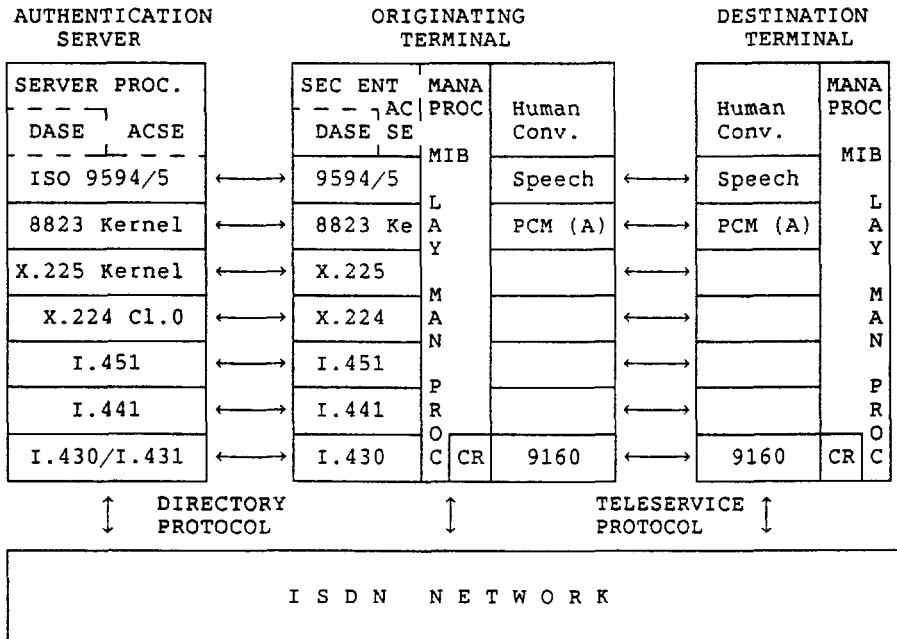 AUTHENTICATION SERVER
ORIGINATING TERMINAL
DESTINATION TERMINAL
SERVER PROC.
DASE ACSE
ISO 9594/5
8823 Kernel
X.225 Kernel
X.224 Cl.0
I.451
I.441
I.430/I.431
SEC ENT
AC
DASE SE
9594/5
8823 Ke
X.225
X.224
I.451
I.441
I.430
MANA
PROC
MIB
LAY MAN PROC
CR
Human
Conv.
Speech
PCM (A)
9160
Human
Conv.
Speech
PCM (A)
9160
MANA
PROC
MIB
LAY MAN PROC
CR
DIRECTORY
PROTOCOL
TELESERVICE
PROTOCOL
ISDN NETWORK